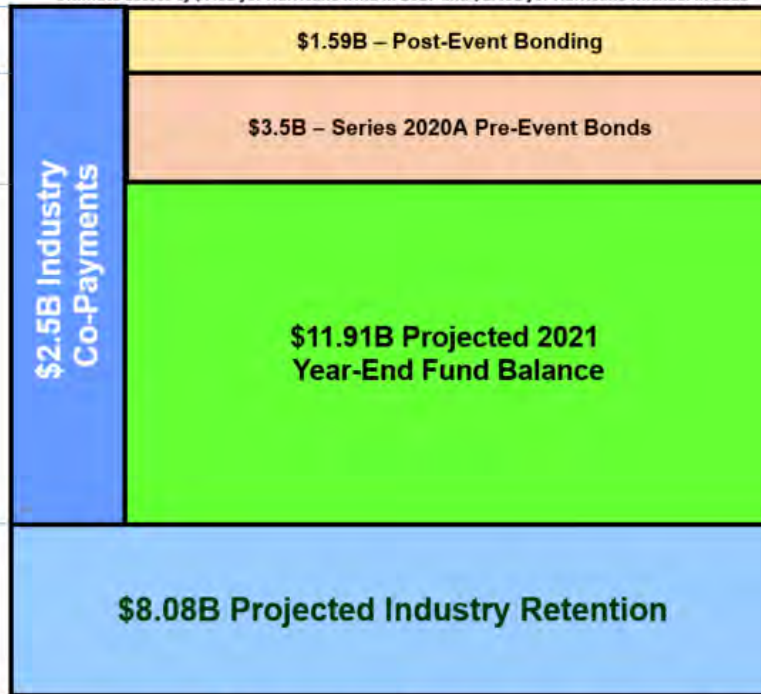 $1.59B – Post-Event Bonding
$3.5B – Series 2020A Pre-Event Bonds
$2.5B Industry
Co-Payments
$11.91B Projected 2021
Year-End Fund Balance
$8.08B Projected Industry Retention